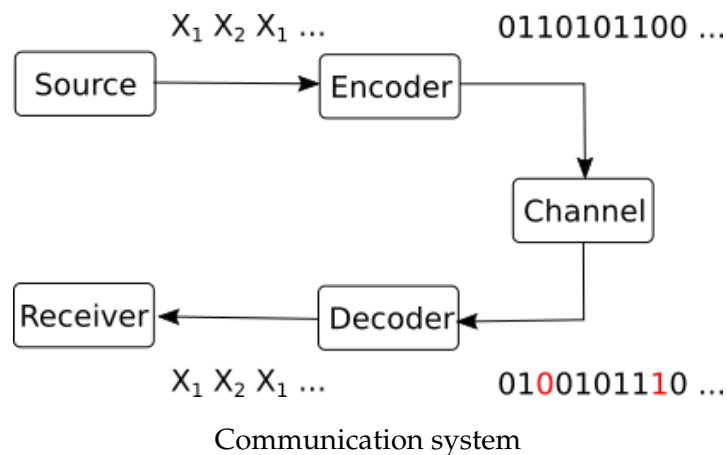 X₁ X₂ X₁ ... 0110101100 ...
Source
Encoder
Channel
Receiver
Decoder
X₁ X₂ X₁ ... 0100101110 ...
Communication system